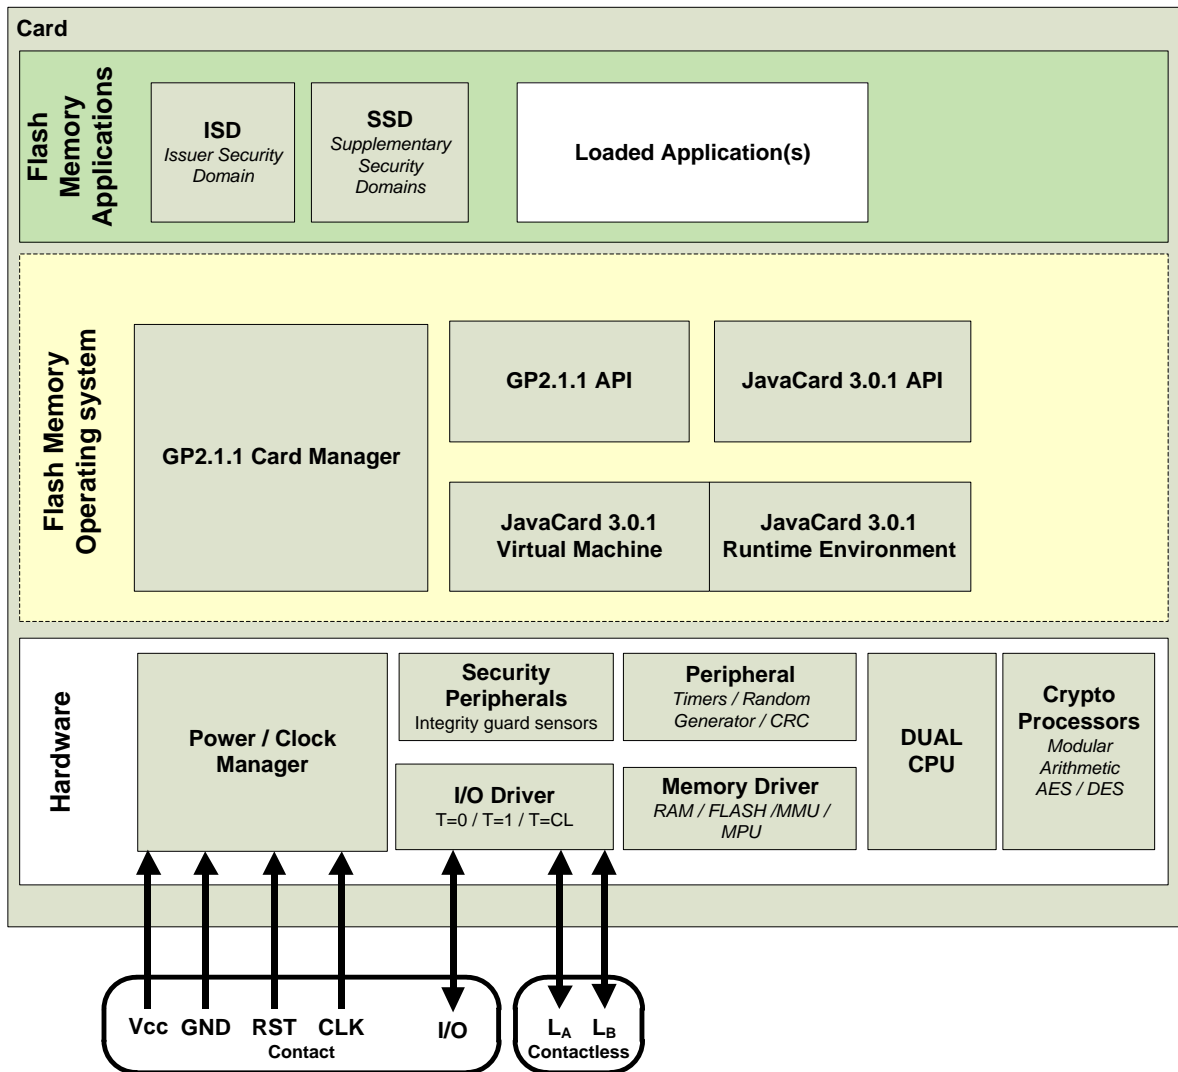 Card
Flash
Memory
Applications
ISD
Issuer Security
Domain
SSD
Supplementary
Security
Domains
Loaded Application(s)
Flash Memory
Operating system
GP2.1.1 Card Manager
GP2.1.1 API
JavaCard 3.0.1 API
JavaCard 3.0.1
Virtual Machine
JavaCard 3.0.1
Runtime Environment
Hardware
Power / Clock
Manager
Security
Peripherals
Integrity guard sensors
Peripheral
Timers / Random
Generator / CRC
I/O Driver
T=0 / T=1 / T=CL
Memory Driver
RAM / FLASH /MMU /
MPU
DUAL
CPU
Crypto
Processors
Modular
Arithmetic
AES / DES
Vcc GND RST CLK I/O
Contact
LA LB
Contactless